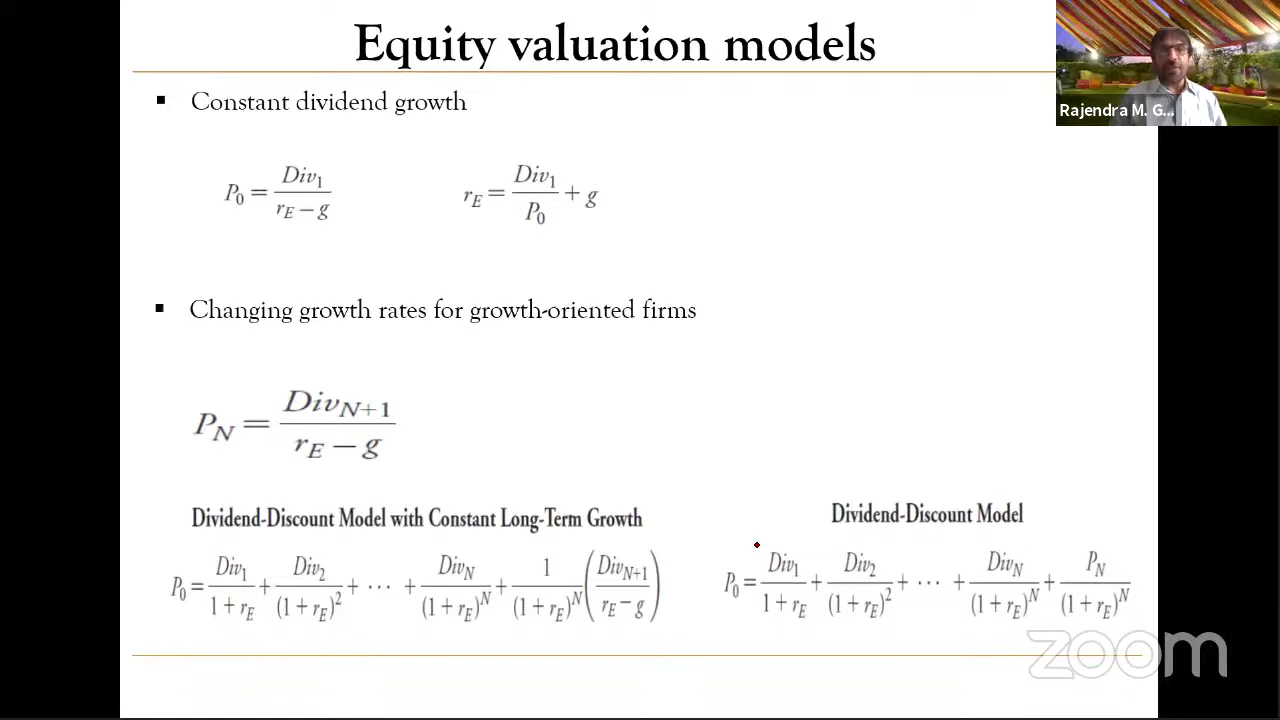 Equity valuation models
Rajendra M. G...
▪ Constant dividend growth
P₀ = Div₁ / (r_E − g)
r_E = Div₁ / P₀ + g
▪ Changing growth rates for growth-oriented firms
P_N = Div_{N+1} / (r_E − g)
Dividend-Discount Model with Constant Long-Term Growth
P₀ = Div₁ / (1 + r_E) + Div₂ / (1 + r_E)² + ⋯ + Div_N / (1 + r_E)^N + 1 / (1 + r_E)^N (Div_{N+1} / (r_E − g))
Dividend-Discount Model
P₀ = Div₁ / (1 + r_E) + Div₂ / (1 + r_E)² + ⋯ + Div_N / (1 + r_E)^N + P_N / (1 + r_E)^N
zoom